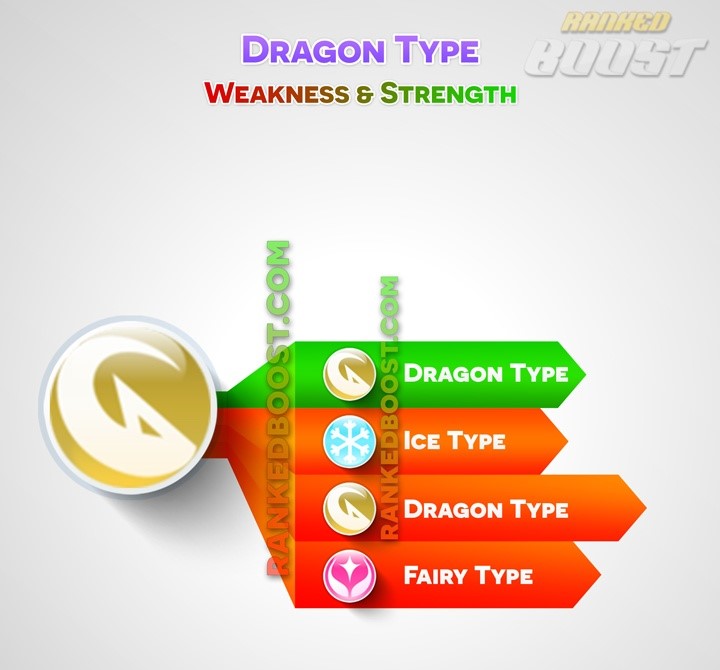 Dragon Type
Weakness & Strength
RANKED
BOOST
RANKEDBOOST.COM
RANKEDBOOST.COM
Dragon Type
Ice Type
Dragon Type
Fairy Type